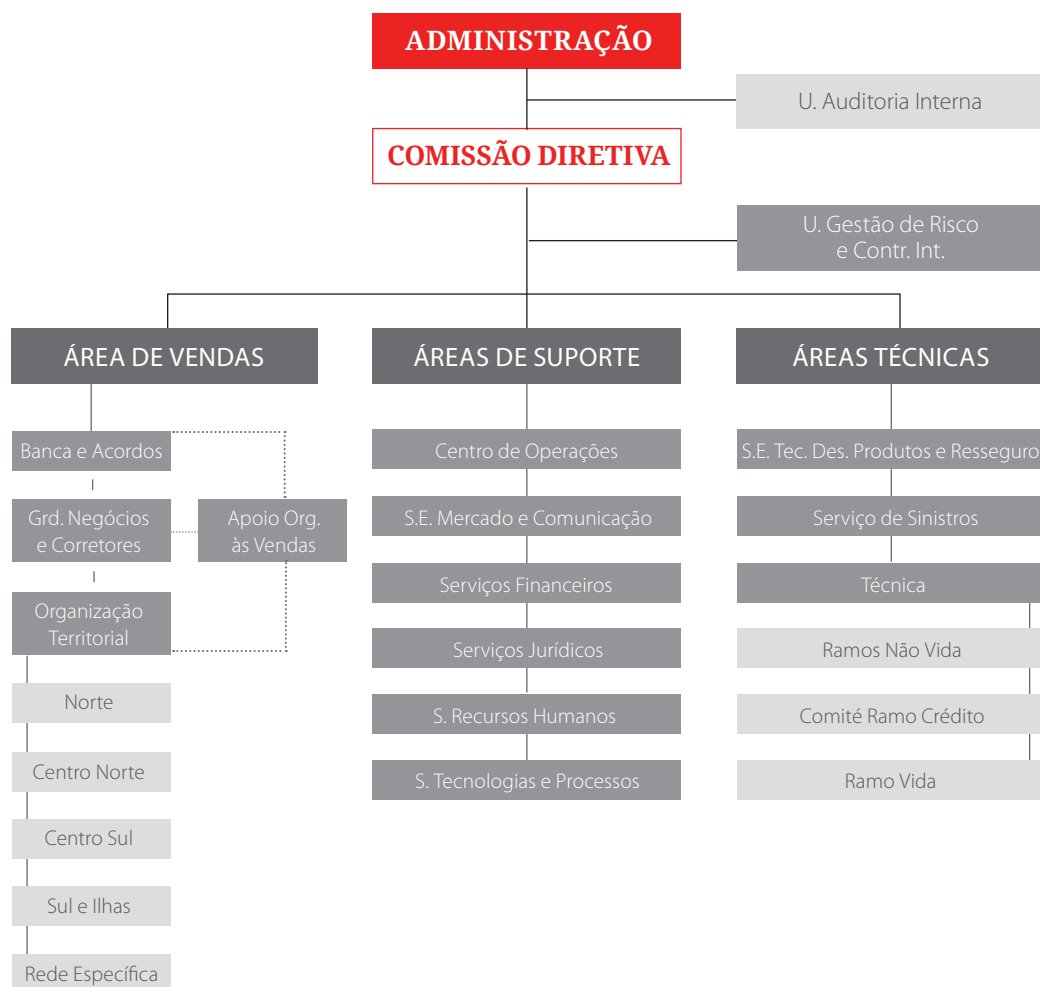 ADMINISTRAÇÃO
U. Auditoria Interna
COMISSÃO DIRETIVA
U. Gestão de Risco
e Contr. Int.
ÁREA DE VENDAS
Banca e Acordos
Grd. Negócios
e Corretores
Apoio Org.
às Vendas
Organização
Territorial
Norte
Centro Norte
Centro Sul
Sul e Ilhas
Rede Específica
ÁREAS DE SUPORTE
Centro de Operações
S.E. Mercado e Comunicação
Serviços Financeiros
Serviços Jurídicos
S. Recursos Humanos
S. Tecnologias e Processos
ÁREAS TÉCNICAS
S.E. Tec. Des. Produtos e Resseguro
Serviço de Sinistros
Técnica
Ramos Não Vida
Comité Ramo Crédito
Ramo Vida